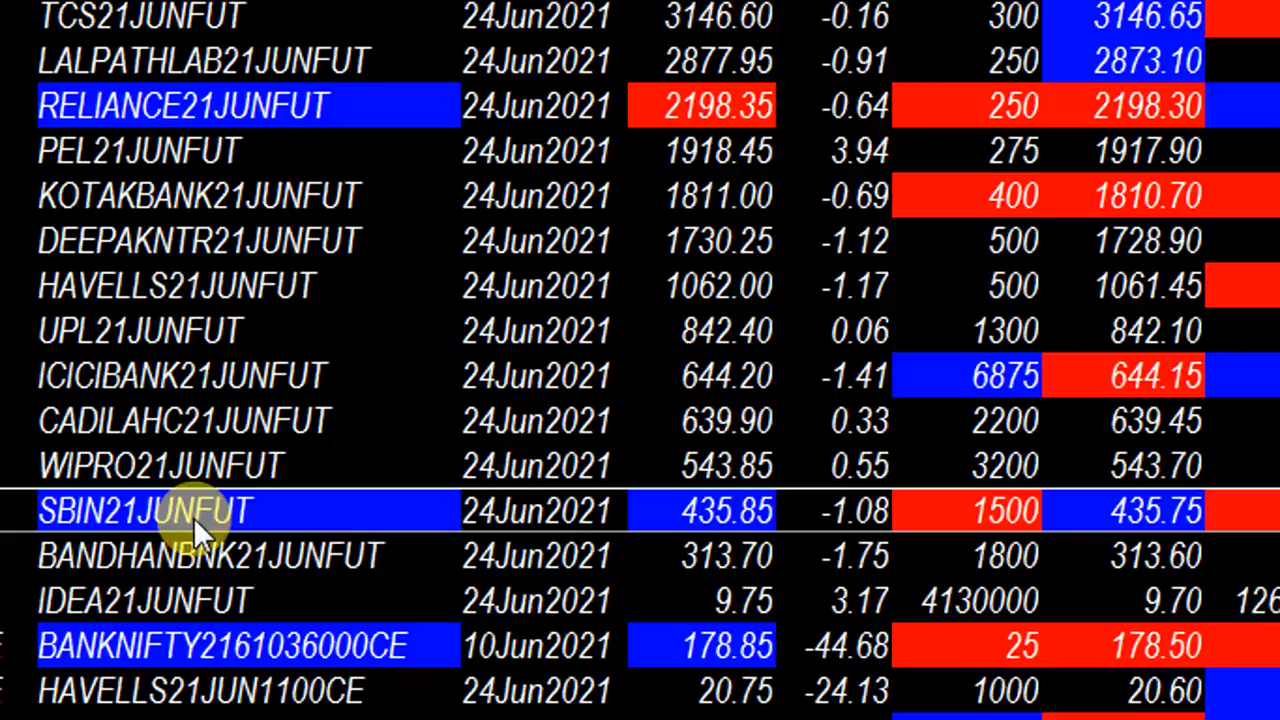 TCS21JUNFUT 24Jun2021 3146.60 -0.16 300 3146.65
LALPATHLAB21JUNFUT 24Jun2021 2877.95 -0.91 250 2873.10
RELIANCE21JUNFUT 24Jun2021 2198.35 -0.64 250 2198.30
PEL21JUNFUT 24Jun2021 1918.45 3.94 275 1917.90
KOTAKBANK21JUNFUT 24Jun2021 1811.00 -0.69 400 1810.70
DEEPAKNTR21JUNFUT 24Jun2021 1730.25 -1.12 500 1728.90
HAVELLS21JUNFUT 24Jun2021 1062.00 -1.17 500 1061.45
UPL21JUNFUT 24Jun2021 842.40 0.06 1300 842.10
ICICIBANK21JUNFUT 24Jun2021 644.20 -1.41 6875 644.15
CADILAHC21JUNFUT 24Jun2021 639.90 0.33 2200 639.45
WIPRO21JUNFUT 24Jun2021 543.85 0.55 3200 543.70
SBIN21JUNFUT 24Jun2021 435.85 -1.08 1500 435.75
BANDHANBNK21JUNFUT 24Jun2021 313.70 -1.75 1800 313.60
IDEA21JUNFUT 24Jun2021 9.75 3.17 4130000 9.70 126
BANKNIFTY2161036000CE 10Jun2021 178.85 -44.68 25 178.50
HAVELLS21JUN1100CE 24Jun2021 20.75 -24.13 1000 20.60